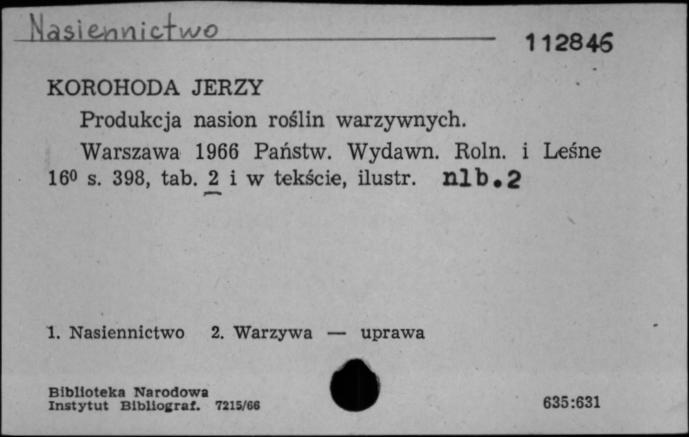 Nasiennictwo
112846
KOROHODA JERZY
Produkcja nasion roślin warzywnych.
Warszawa 1966 Państw. Wydawn. Roln. i Leśne
16⁰ s. 398, tab. 2 i w tekście, ilustr. nlb.2
1. Nasiennictwo 2. Warzywa — uprawa
Biblioteka Narodowa
Instytut Bibliograf. 7215/66
635:631